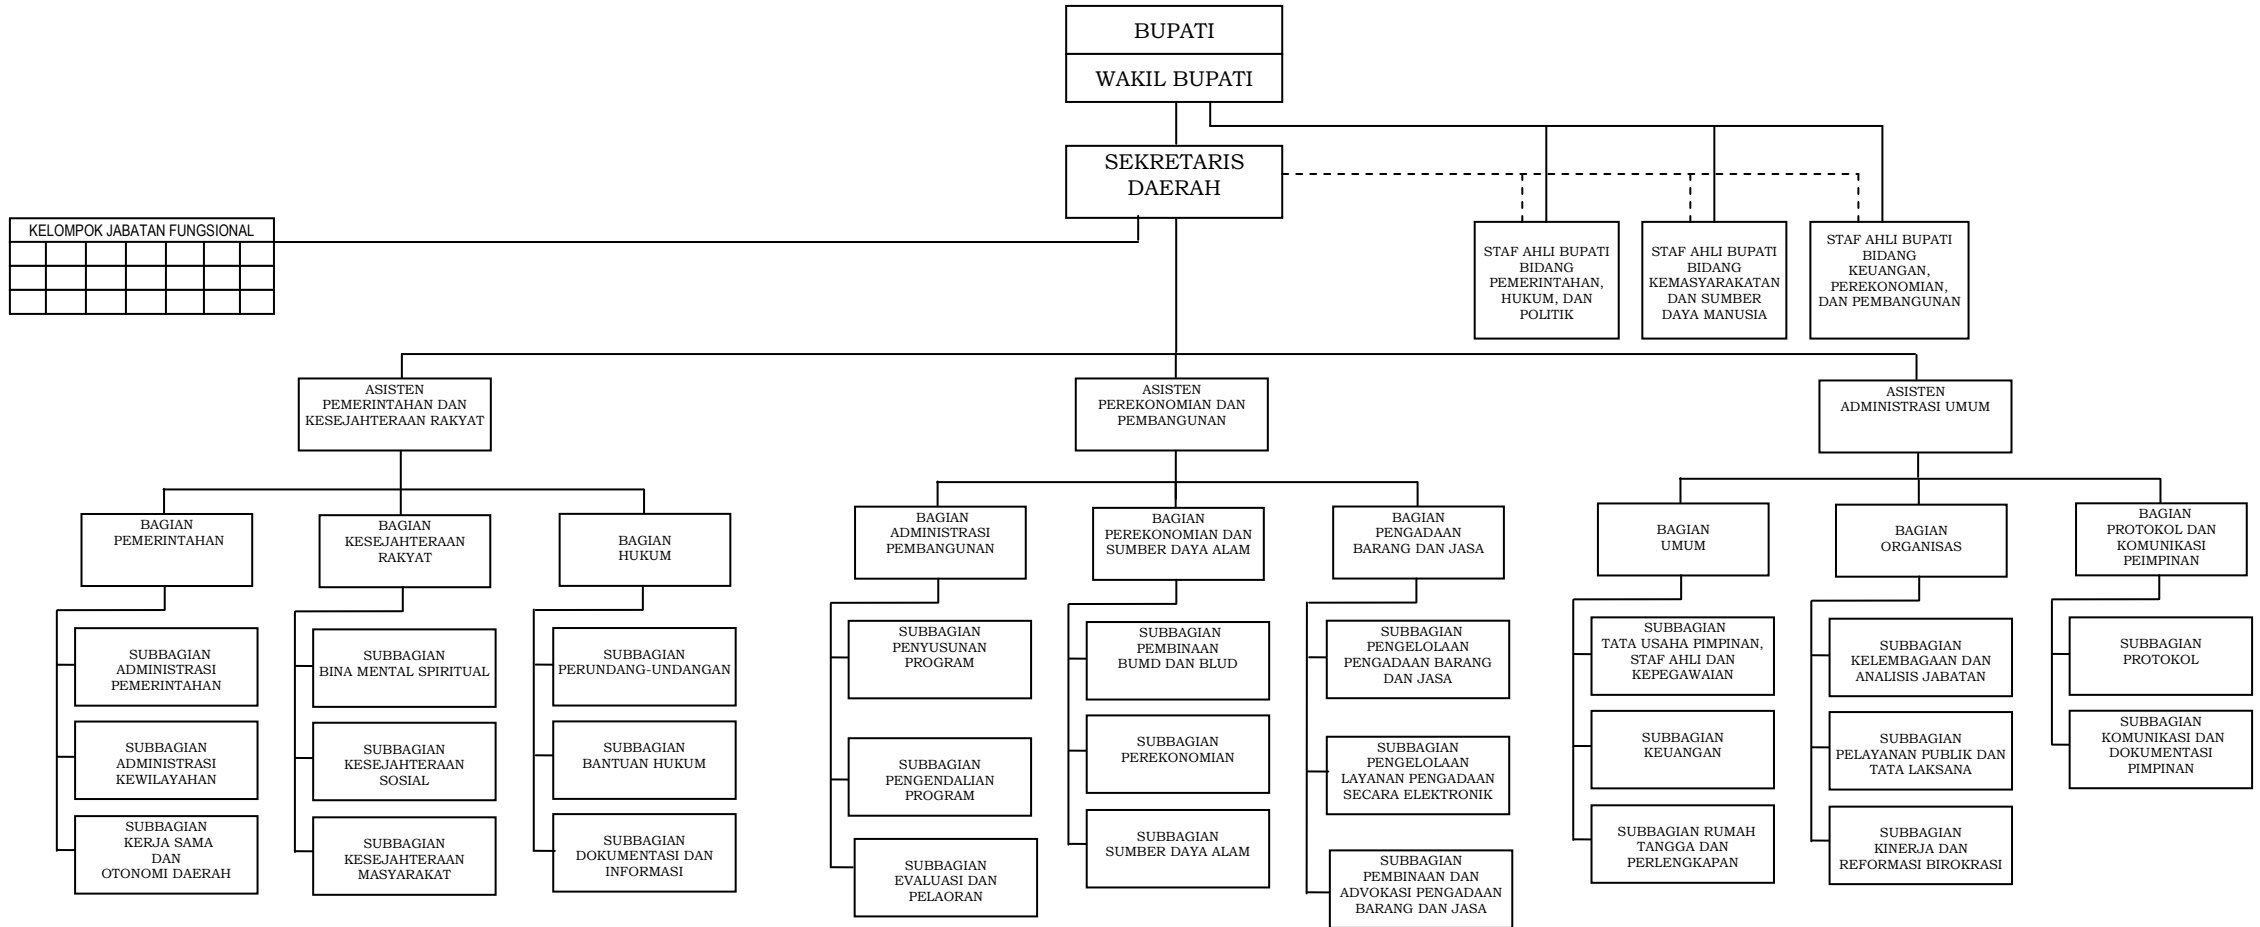 BUPATI
WAKIL BUPATI
SEKRETARIS
DAERAH
KELOMPOK JABATAN FUNGSIONAL
STAF AHLI BUPATI
BIDANG
PEMERINTAHAN,
HUKUM, DAN
POLITIK
STAF AHLI BUPATI
BIDANG
KEMASYARAKATAN
DAN SUMBER
DAYA MANUSIA
STAF AHLI BUPATI
BIDANG
KEUANGAN,
PEREKONOMIAN,
DAN PEMBANGUNAN
ASISTEN
PEMERINTAHAN DAN
KESEJAHTERAAN RAKYAT
ASISTEN
PEREKONOMIAN DAN
PEMBANGUNAN
ASISTEN
ADMINISTRASI UMUM
BAGIAN
PEMERINTAHAN
BAGIAN
KESEJAHTERAAN
RAKYAT
BAGIAN
HUKUM
BAGIAN
ADMINISTRASI
PEMBANGUNAN
BAGIAN
PEREKONOMIAN DAN
SUMBER DAYA ALAM
BAGIAN
PENGADAAN
BARANG DAN JASA
BAGIAN
UMUM
BAGIAN
ORGANISAS
BAGIAN
PROTOKOL DAN
KOMUNIKASI
PEIMPINAN
SUBBAGIAN
ADMINISTRASI
PEMERINTAHAN
SUBBAGIAN
BINA MENTAL SPIRITUAL
SUBBAGIAN
PERUNDANG-UNDANGAN
SUBBAGIAN
PENYUSUNAN
PROGRAM
SUBBAGIAN
PEMBINAAN
BUMD DAN BLUD
SUBBAGIAN
PENGELOLAAN
PENGADAAN BARANG
DAN JASA
SUBBAGIAN
TATA USAHA PIMPINAN,
STAF AHLI DAN
KEPEGAWAIAN
SUBBAGIAN
KELEMBAGAAN DAN
ANALISIS JABATAN
SUBBAGIAN
PROTOKOL
SUBBAGIAN
ADMINISTRASI
KEWILAYAHAN
SUBBAGIAN
KESEJAHTERAAN
SOSIAL
SUBBAGIAN
BANTUAN HUKUM
SUBBAGIAN
PENGENDALIAN
PROGRAM
SUBBAGIAN
PEREKONOMIAN
SUBBAGIAN
PENGELOLAAN
LAYANAN PENGADAAN
SECARA ELEKTRONIK
SUBBAGIAN
KEUANGAN
SUBBAGIAN
PELAYANAN PUBLIK DAN
TATA LAKSANA
SUBBAGIAN
KOMUNIKASI DAN
DOKUMENTASI
PIMPINAN
SUBBAGIAN
KERJA SAMA
DAN
OTONOMI DAERAH
SUBBAGIAN
KESEJAHTERAAN
MASYARAKAT
SUBBAGIAN
DOKUMENTASI DAN
INFORMASI
SUBBAGIAN
EVALUASI DAN
PELAORAN
SUBBAGIAN
SUMBER DAYA ALAM
SUBBAGIAN
PEMBINAAN DAN
ADVOKASI PENGADAAN
BARANG DAN JASA
SUBBAGIAN RUMAH
TANGGA DAN
PERLENGKAPAN
SUBBAGIAN
KINERJA DAN
REFORMASI BIROKRASI